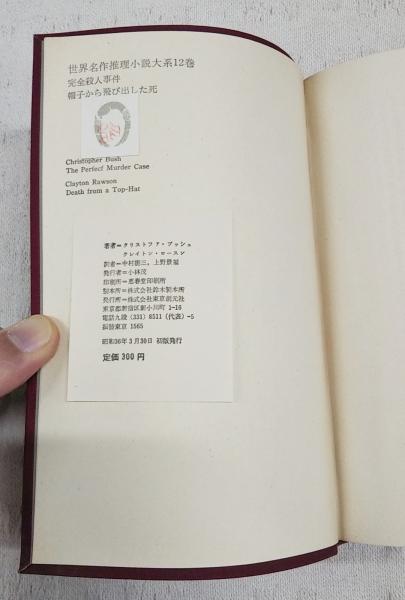 世界名作推理小説大系12巻
完全殺人事件
帽子から飛び出した死
Christopher Bush
The Perfect Murder Case
Clayton Rawson
Death from a Top-Hat
著者=クリストファ・ブッシュ
クレイトン・ロースン
訳者=中村能三，上野景福
発行者=小林茂
印刷所=恵春堂印刷所
製本所=株式会社鈴木製本所
発行所=株式会社東京創元社
東京都新宿区新小川町 1-16
電話九段 (331) 8511 (代表) -5
振替東京 1565
昭和36年3月30日 初版発行
定価 300 円